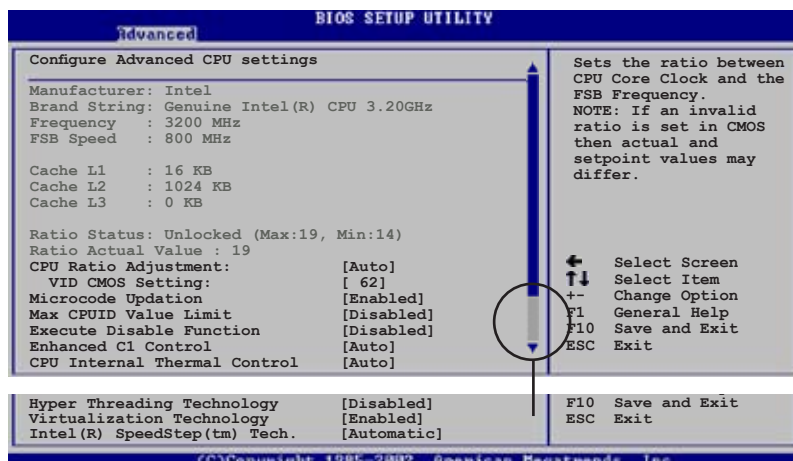 BIOS SETUP UTILITY
Advanced
Configure Advanced CPU settings
Manufacturer: Intel
Brand String: Genuine Intel(R) CPU 3.20GHz
Frequency : 3200 MHz
FSB Speed : 800 MHz
Cache L1 : 16 KB
Cache L2 : 1024 KB
Cache L3 : 0 KB
Ratio Status: Unlocked (Max:19, Min:14)
Ratio Actual Value : 19
CPU Ratio Adjustment: [Auto]
VID CMOS Setting: [ 62]
Microcode Updation [Enabled]
Max CPUID Value Limit [Disabled]
Execute Disable Function [Disabled]
Enhanced C1 Control [Auto]
CPU Internal Thermal Control [Auto]
Sets the ratio between
CPU Core Clock and the
FSB Frequency.
NOTE: If an invalid
ratio is set in CMOS
then actual and
setpoint values may
differ.
Select Screen
Select Item
+- Change Option
F1 General Help
F10 Save and Exit
ESC Exit
Hyper Threading Technology [Disabled]
Virtualization Technology [Enabled]
Intel(R) SpeedStep(tm) Tech. [Automatic]
F10 Save and Exit
ESC Exit
(C)Copyright 1985-2002, American Megatrends, Inc.